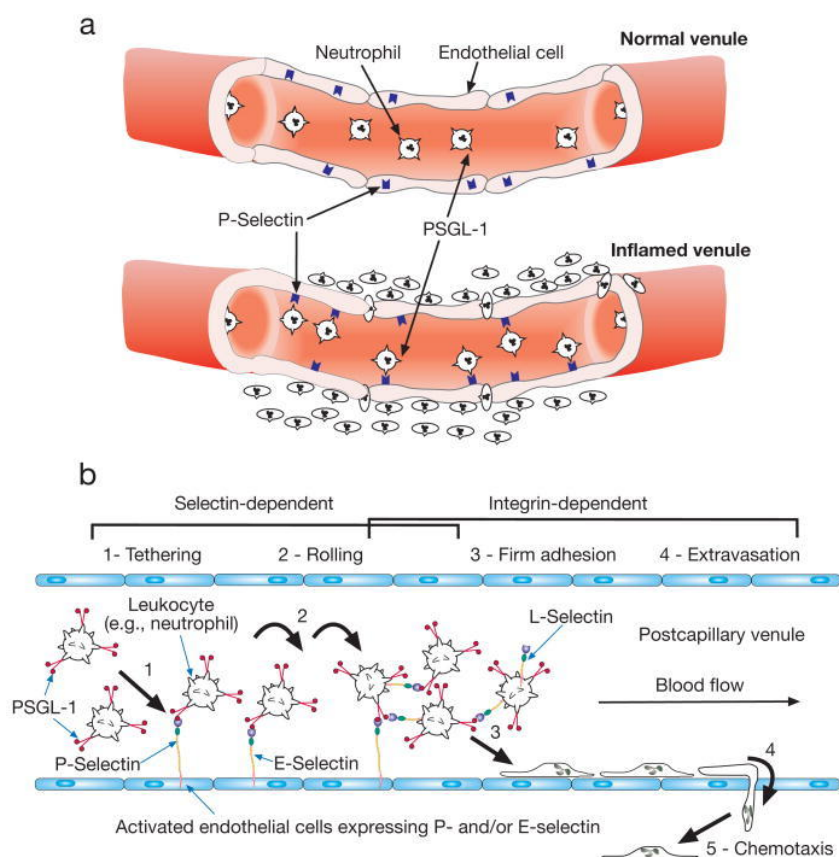 a
Neutrophil
Endothelial cell
Normal venule
P-Selectin
PSGL-1
Inflamed venule
b
Selectin-dependent
Integrin-dependent
1- Tethering
2 - Rolling
3 - Firm adhesion
4 - Extravasation
Leukocyte
(e.g., neutrophil)
2
L-Selectin
Postcapillary venule
1
PSGL-1
Blood flow
3
P-Selectin
E-Selectin
4
Activated endothelial cells expressing P- and/or E-selectin
5 - Chemotaxis